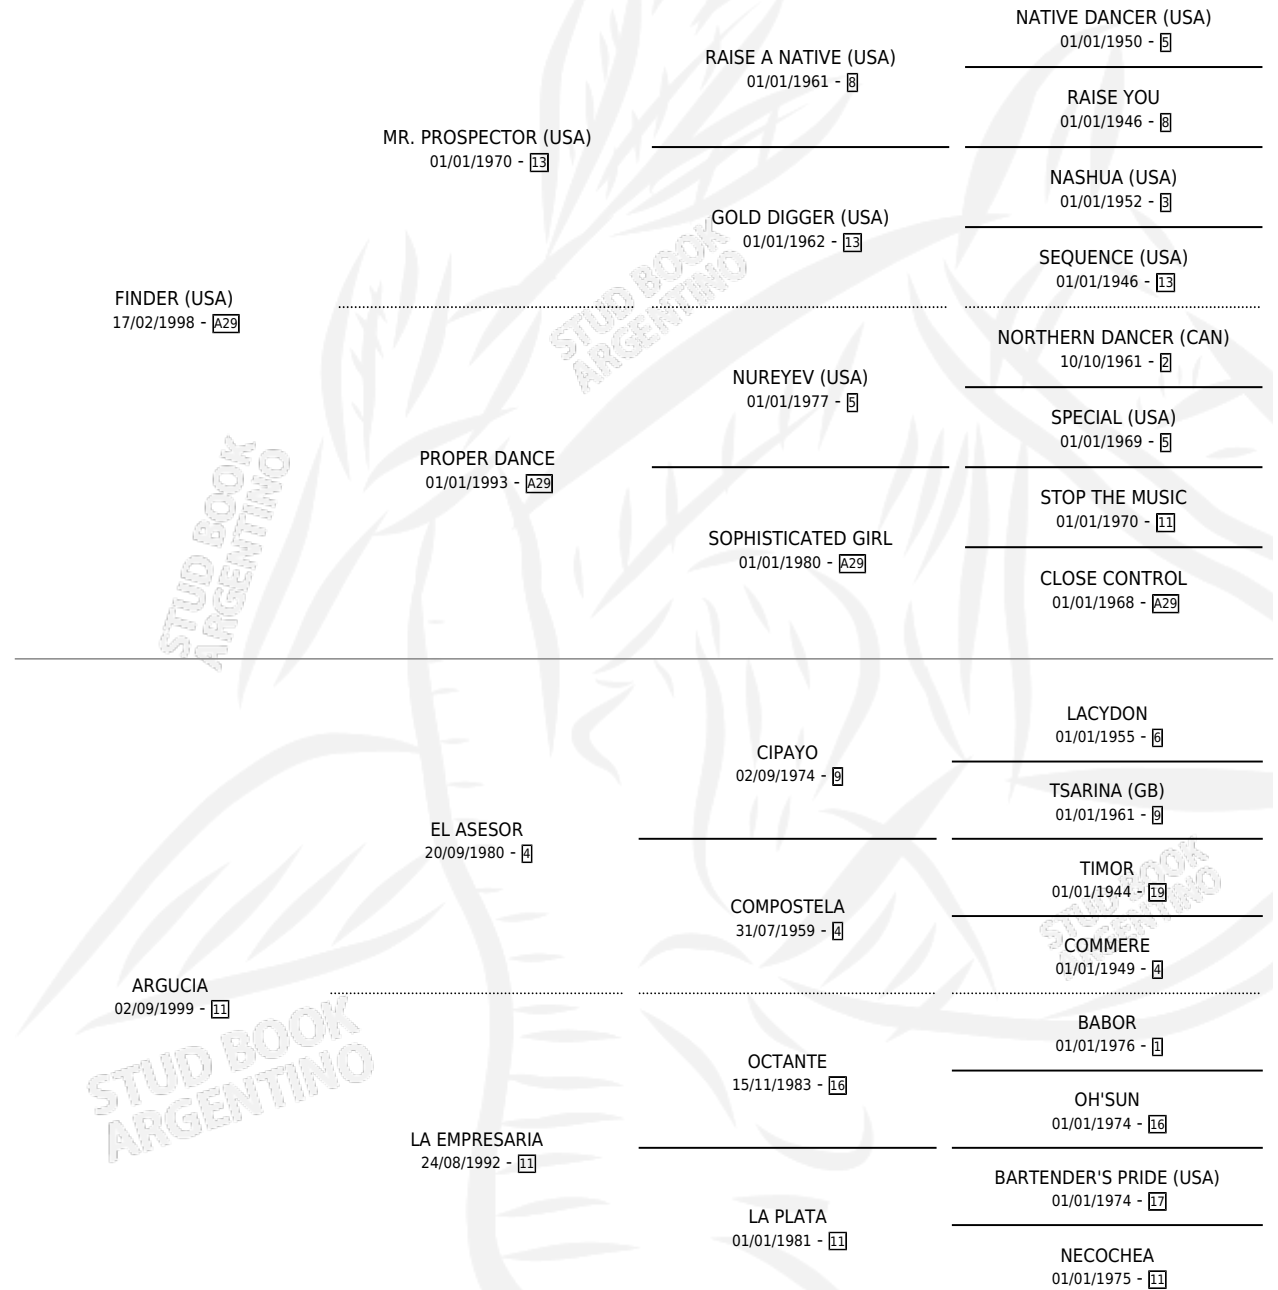 NATIVE DANCER (USA)
01/01/1950 - 5
RAISE A NATIVE (USA)
01/01/1961 - 8
RAISE YOU
01/01/1946 - 8
MR. PROSPECTOR (USA)
01/01/1970 - 13
NASHUA (USA)
01/01/1952 - 3
GOLD DIGGER (USA)
01/01/1962 - 13
SEQUENCE (USA)
01/01/1946 - 13
FINDER (USA)
17/02/1998 - A29
NORTHERN DANCER (CAN)
10/10/1961 - 2
NUREYEV (USA)
01/01/1977 - 5
SPECIAL (USA)
01/01/1969 - 5
PROPER DANCE
01/01/1993 - A29
STOP THE MUSIC
01/01/1970 - 11
SOPHISTICATED GIRL
01/01/1980 - A29
CLOSE CONTROL
01/01/1968 - A29
STUD BOOK
ARGENTINO
STUD BOOK
ARGENTINO
LACYDON
01/01/1955 - 6
CIPAYO
02/09/1974 - 9
TSARINA (GB)
01/01/1961 - 9
EL ASESOR
20/09/1980 - 4
TIMOR
01/01/1944 - 19
COMPOSTELA
31/07/1959 - 4
COMMERE
01/01/1949 - 4
ARGUCIA
02/09/1999 - 11
BABOR
01/01/1976 - 1
OCTANTE
15/11/1983 - 16
OH'SUN
01/01/1974 - 16
LA EMPRESARIA
24/08/1992 - 11
BARTENDER'S PRIDE (USA)
01/01/1974 - 17
LA PLATA
01/01/1981 - 11
NECOCHEA
01/01/1975 - 11
STUD BOOK
ARGENTINO
STUD BOOK
ARGENTINO